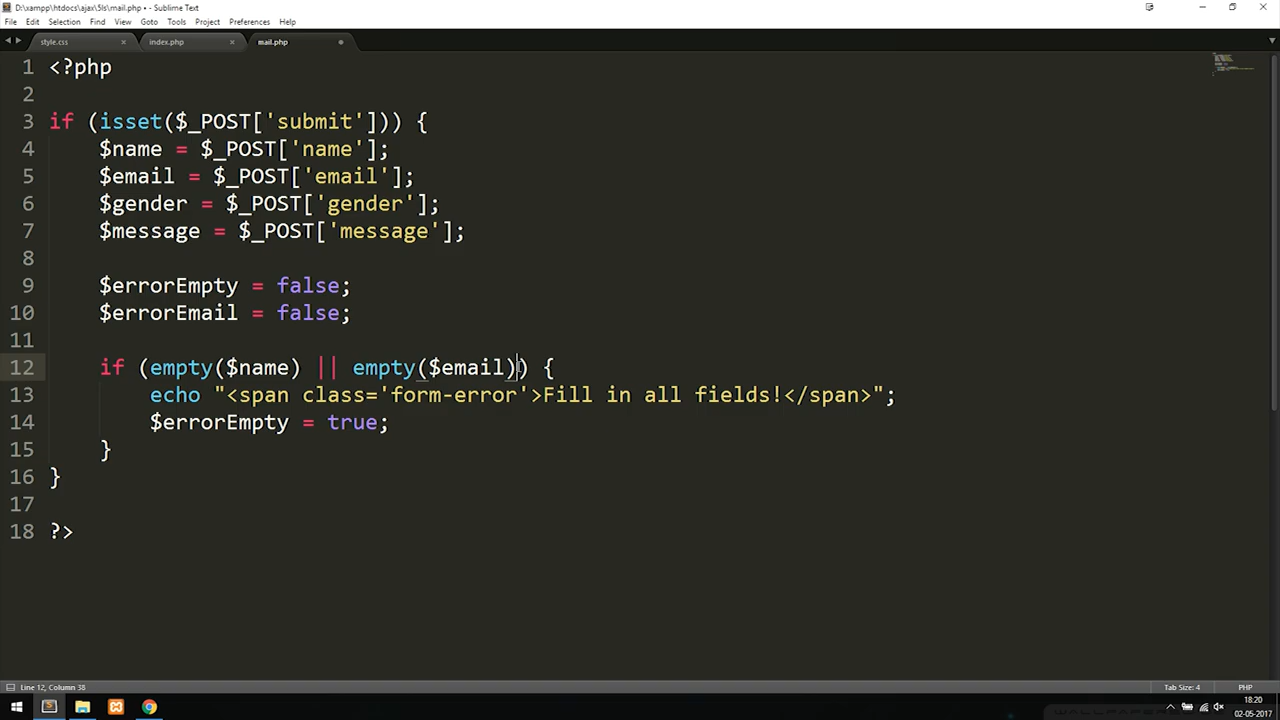 D:\xampp\htdocs\ajax\5ls\mail.php • - Sublime Text
File Edit Selection Find View Goto Tools Project Preferences Help
style.css index.php mail.php
1 <?php
2
3 if (isset($_POST['submit'])) {
4 $name = $_POST['name'];
5 $email = $_POST['email'];
6 $gender = $_POST['gender'];
7 $message = $_POST['message'];
8
9 $errorEmpty = false;
10 $errorEmail = false;
11
12 if (empty($name) || empty($email)) {
13 echo "<span class='form-error'>Fill in all fields!</span>";
14 $errorEmpty = true;
15 }
16 }
17
18 ?>
Line 12, Column 38 Tab Size: 4 PHP
18:20
02-05-2017